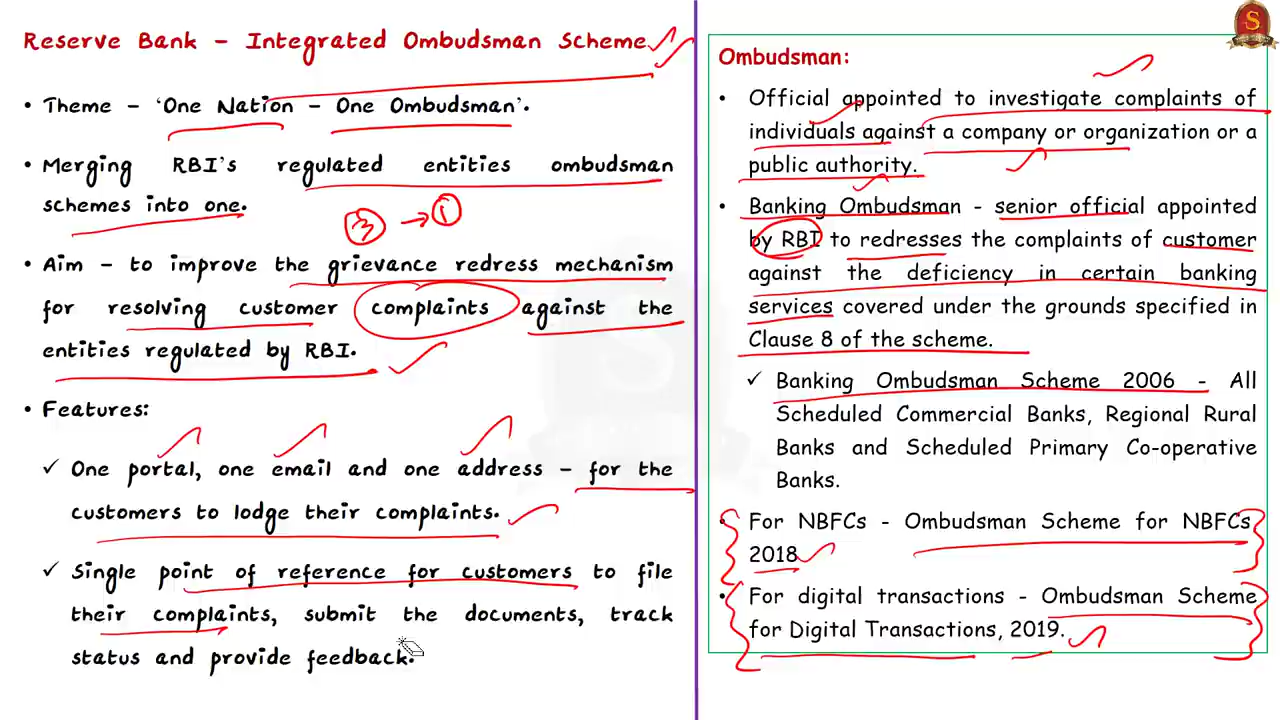 Reserve Bank – Integrated Ombudsman Scheme
• Theme – 'One Nation – One Ombudsman'.
• Merging RBI's regulated entities ombudsman
schemes into one.
3 → 1
• Aim – to improve the grievance redress mechanism
for resolving customer complaints against the
entities regulated by RBI.
• Features:
✓ One portal, one email and one address – for the
customers to lodge their complaints.
✓ Single point of reference for customers to file
their complaints, submit the documents, track
status and provide feedback.
Ombudsman:
• Official appointed to investigate complaints of
individuals against a company or organization or a
public authority.
• Banking Ombudsman - senior official appointed
by RBI to redresses the complaints of customer
against the deficiency in certain banking
services covered under the grounds specified in
Clause 8 of the scheme.
✓ Banking Ombudsman Scheme 2006 - All
Scheduled Commercial Banks, Regional Rural
Banks and Scheduled Primary Co-operative
Banks.
• For NBFCs - Ombudsman Scheme for NBFCs
2018
• For digital transactions - Ombudsman Scheme
for Digital Transactions, 2019.
S